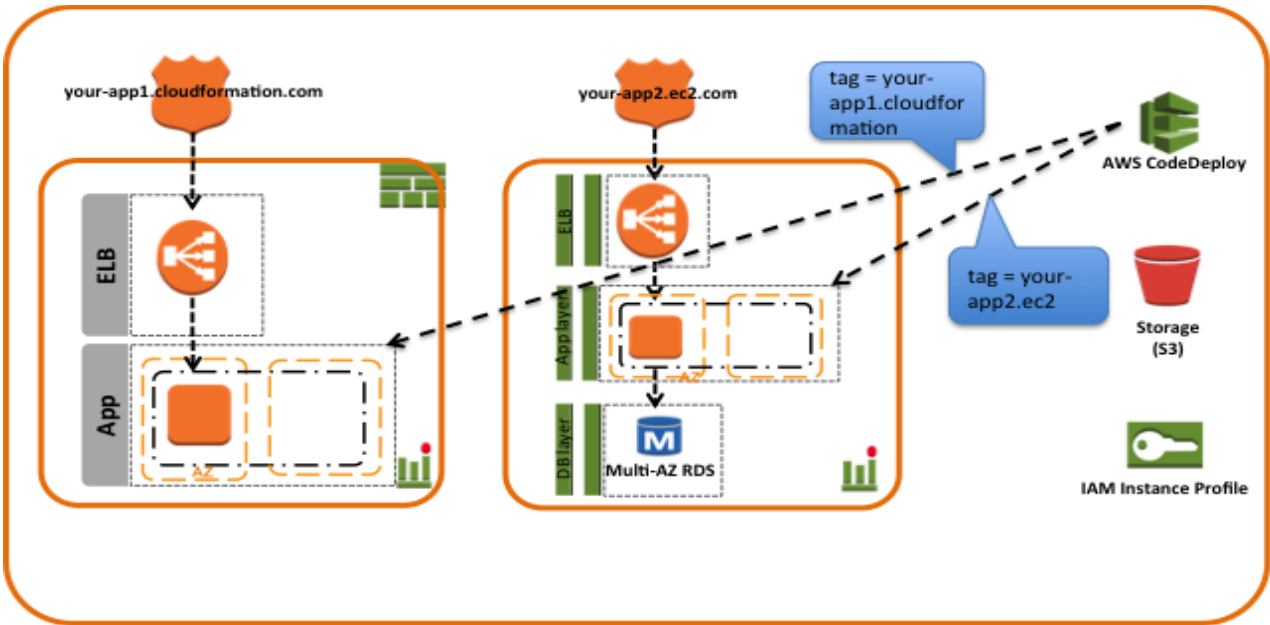 your-app1.cloudformation.com
your-app2.ec2.com
tag = your-
app1.cloudfor
mation
AWS CodeDeploy
ELB
App
AZ
ELB
App layer
AZ
DB layer
M
Multi-AZ RDS
tag = your-
app2.ec2
Storage
(S3)
IAM Instance Profile